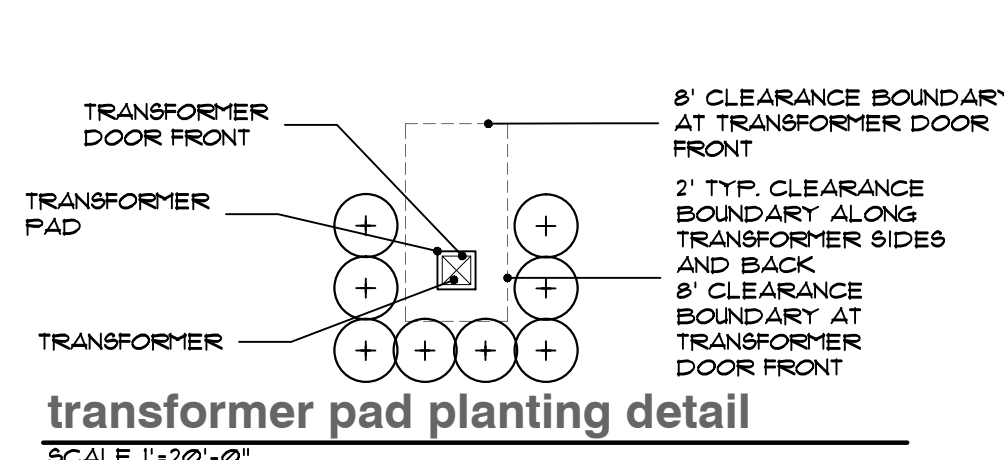 TRANSFORMER
DOOR FRONT
8' CLEARANCE BOUNDARY
AT TRANSFORMER DOOR
FRONT
TRANSFORMER
PAD
2' TYP. CLEARANCE
BOUNDARY ALONG
TRANSFORMER SIDES
AND BACK
8' CLEARANCE
BOUNDARY AT
TRANSFORMER
DOOR FRONT
TRANSFORMER
transformer pad planting detail
SCALE 1'=20'-0"